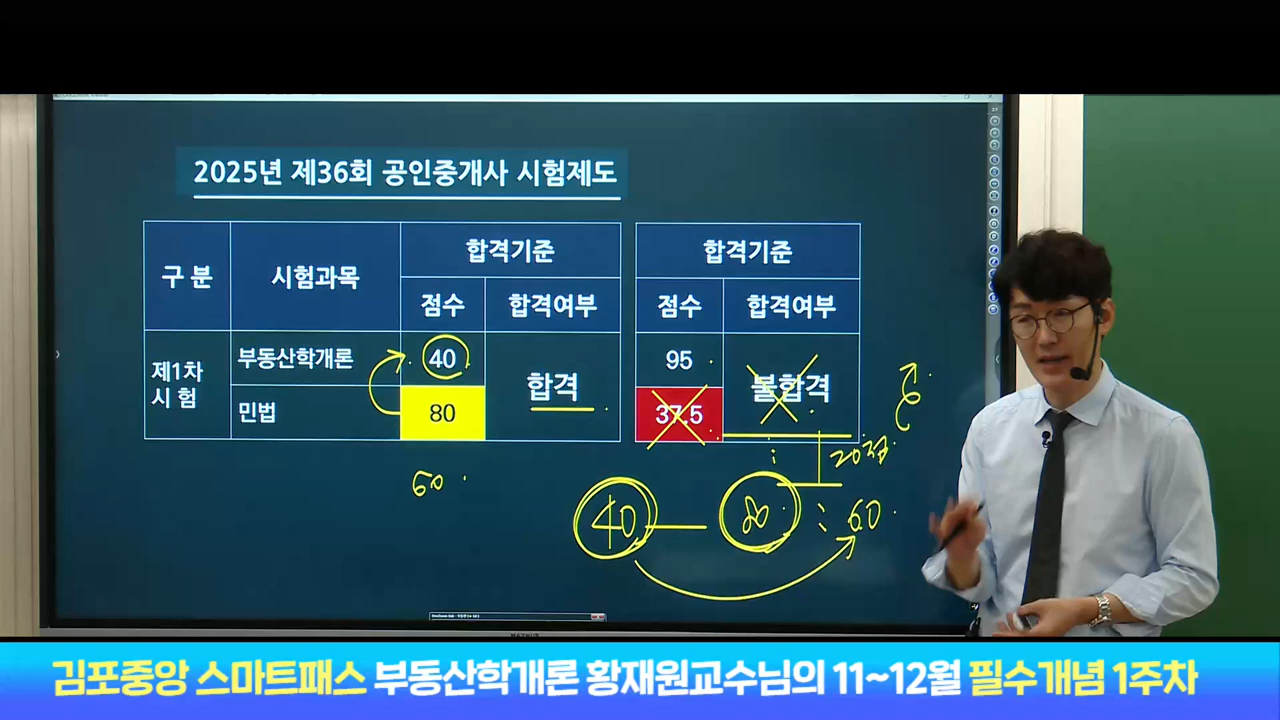 2025년 제36회 공인중개사 시험제도
구 분 시험과목 합격기준 합격기준
점수 합격여부 점수 합격여부
제1차 시 험 부동산학개론 40 합격 95 불합격
민법 80 37.5
20점
60
40 80 : 60
김포중앙 스마트패스 부동산학개론 황재원교수님의 11~12월 필수개념 1주차